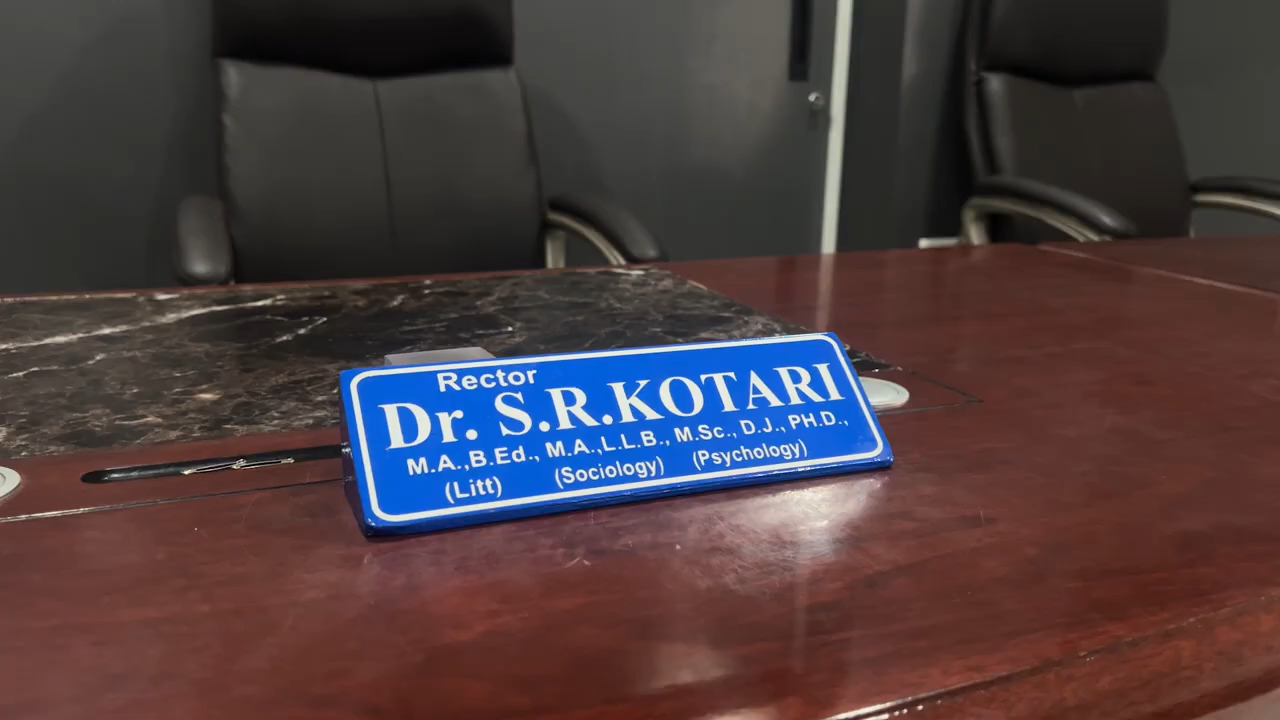 Rector
Dr. S.R.KOTARI
M.A.,B.Ed., M.A.,L.L.B., M.Sc., D.J., PH.D.,
(Litt) (Sociology) (Psychology)